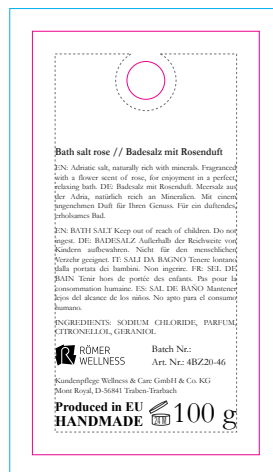 Bath salt rose // Badesalz mit Rosenduft
EN: Adriatic salt, naturally rich with minerals. Fragranced
with a flower scent of rose, for enjoyment in a perfect,
relaxing bath. DE: Badesalz mit Rosenduft. Meersalz aus
der Adria, natürlich reich an Mineralien. Mit einem
angenehmen Duft für Ihren Genuss. Für ein duftendes,
erholsames Bad.
EN: BATH SALT Keep out of reach of children. Do not
ingest. DE: BADESALZ Außerhalb der Reichweite von
Kindern aufbewahren. Nicht für den menschlichen
Verzehr geeignet. IT: SALI DA BAGNO Tenere lontano
dalla portata dei bambini. Non ingerire. FR: SEL DE
BAIN Tenir hors de portée des enfants. Pas pour la
consommation humaine. ES: SAL DE BAÑO Mantener
lejos del alcance de los niños. No apto para el consumo
humano.
INGREDIENTS: SODIUM CHLORIDE, PARFUM,
CITRONELLOL, GERANIOL
RÖMER
WELLNESS
Batch Nr.:
Art. Nr.: 4BZ20-46
Kundenpflege Wellness & Care GmbH & Co. KG
Mont Royal, D-56841 Traben-Trarbach
Produced in EU
HANDMADE
24 M
100 g